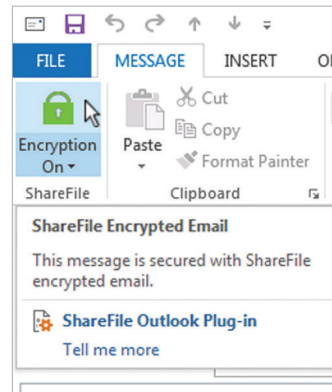 FILE MESSAGE INSERT
Encryption On
Paste
Cut
Copy
Format Painter
ShareFile Clipboard
ShareFile Encrypted Email
This message is secured with ShareFile
encrypted email.
ShareFile Outlook Plug-in
Tell me more